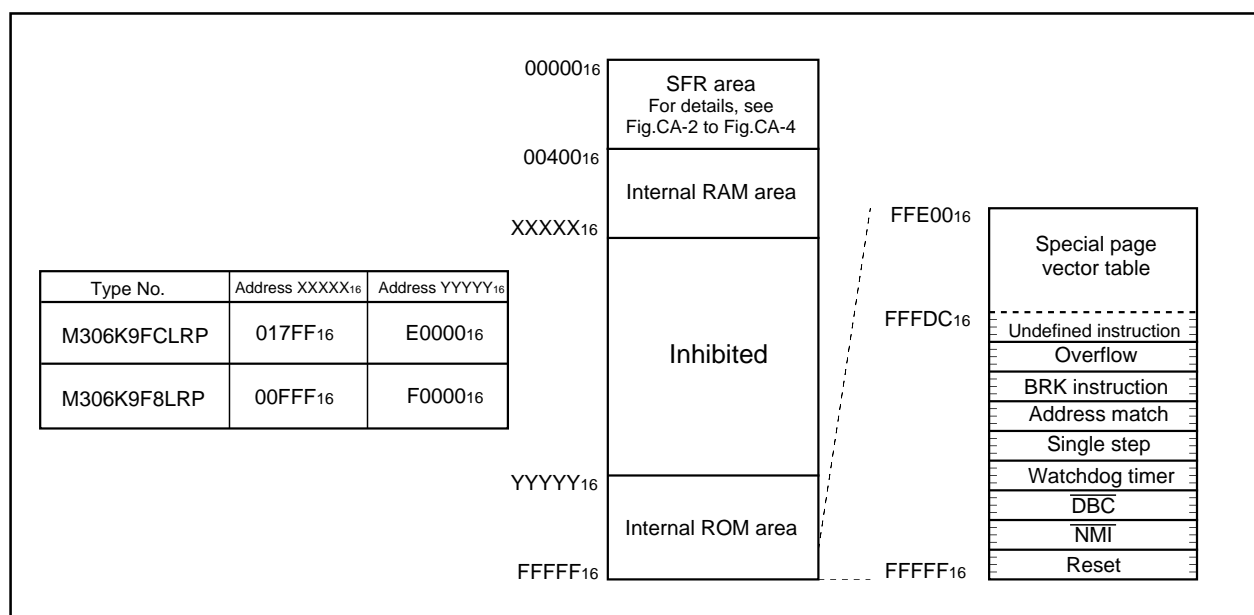 00000₁₆
SFR area
For details, see
Fig.CA-2 to Fig.CA-4
00400₁₆
Internal RAM area
XXXXX₁₆
Inhibited
YYYYY₁₆
Internal ROM area
FFFFF₁₆
Type No. Address XXXXX₁₆ Address YYYYY₁₆
M306K9FCLRP 017FF₁₆ E0000₁₆
M306K9F8LRP 00FFF₁₆ F0000₁₆
FFE00₁₆
Special page
vector table
FFFDC₁₆
Undefined instruction
Overflow
BRK instruction
Address match
Single step
Watchdog timer
DBC
NMI
Reset
FFFFF₁₆